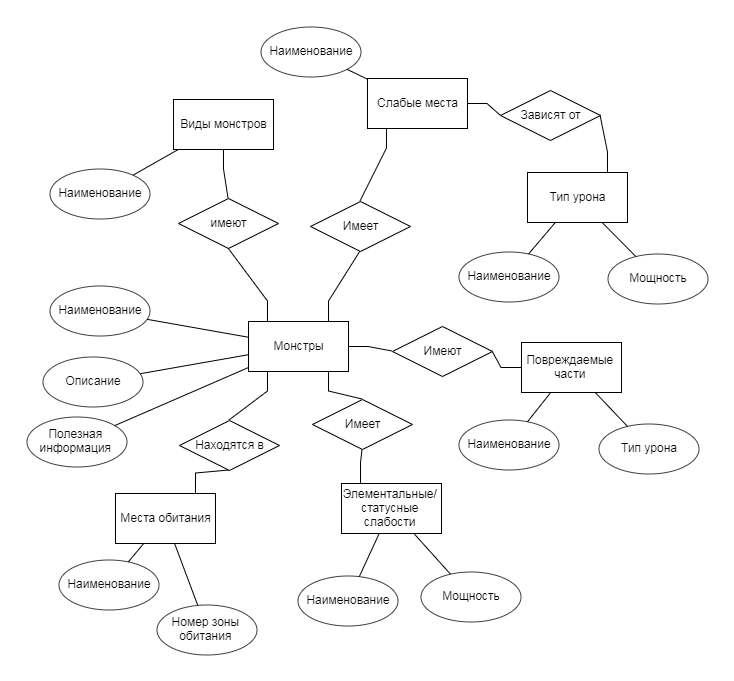 Наименование
Слабые места
Виды монстров
Зависят от
Наименование
Тип урона
имеют
Имеет
Наименование
Мощность
Наименование
Монстры
Имеют
Повреждаемые
части
Описание
Полезная
информация
Находятся в
Имеет
Наименование
Тип урона
Места обитания
Элементальные/
статусные
слабости
Наименование
Наименование
Мощность
Номер зоны
обитания